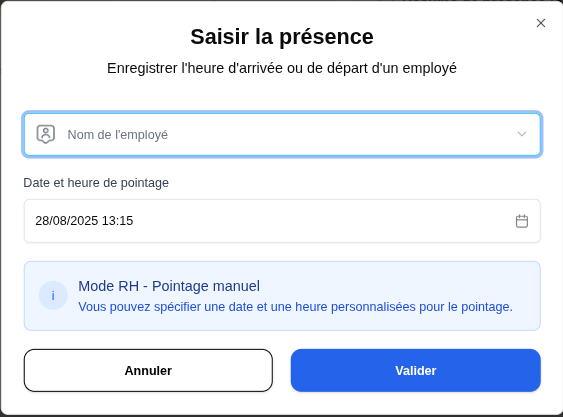 Saisir la présence
Enregistrer l'heure d'arrivée ou de départ d'un employé
Nom de l'employé
Date et heure de pointage
28/08/2025 13:15
i
Mode RH - Pointage manuel
Vous pouvez spécifier une date et une heure personnalisées pour le pointage.
Annuler
Valider